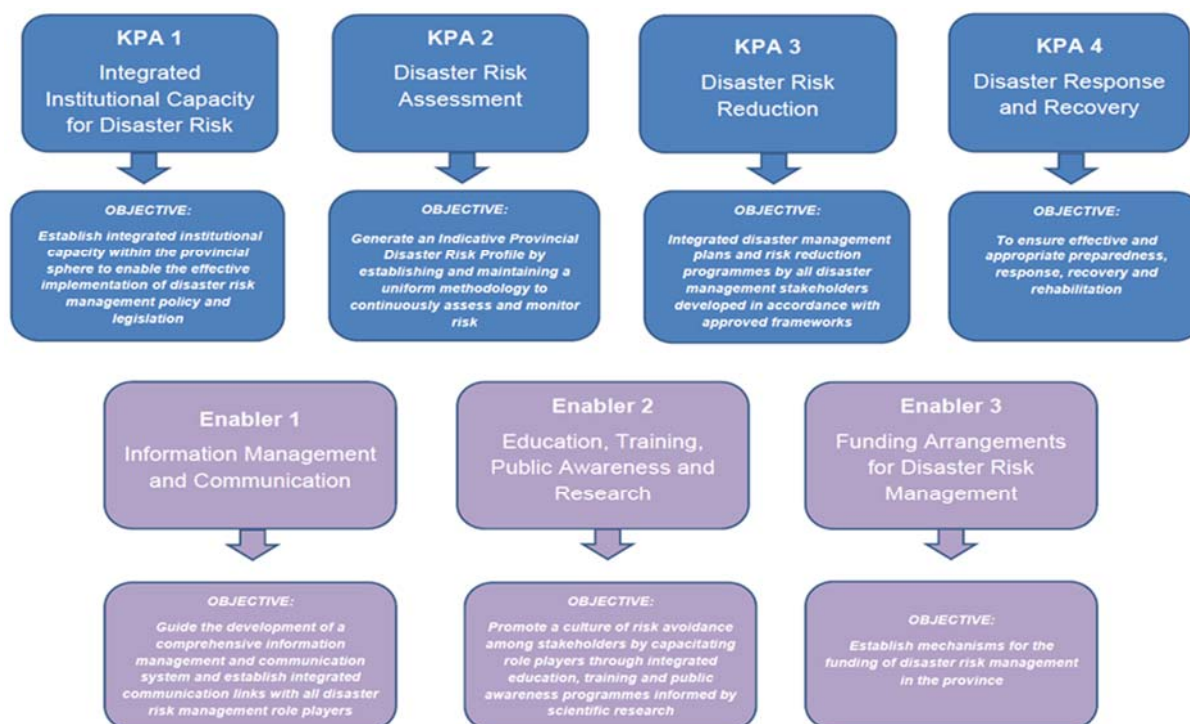 KPA 1
Integrated
Institutional Capacity
for Disaster Risk
KPA 2
Disaster Risk
Assessment
KPA 3
Disaster Risk
Reduction
KPA 4
Disaster Response
and Recovery
OBJECTIVE:
Establish integrated institutional
capacity within the provincial
sphere to enable the effective
implementation of disaster risk
management policy and
legislation
OBJECTIVE:
Generate an Indicative Provincial
Disaster Risk Profile by
establishing and maintaining a
uniform methodology to
continuously assess and monitor
risk
OBJECTIVE:
Integrated disaster management
plans and risk reduction
programmes by all disaster
management stakeholders
developed in accordance with
approved frameworks
OBJECTIVE:
To ensure effective and
appropriate preparedness,
response, recovery and
rehabilitation
Enabler 1
Information Management
and Communication
Enabler 2
Education, Training,
Public Awareness and
Research
Enabler 3
Funding Arrangements
for Disaster Risk
Management
OBJECTIVE:
Guide the development of a
comprehensive information
management and communication
system and establish integrated
communication links with all disaster
risk management role players
OBJECTIVE:
Promote a culture of risk avoidance
among stakeholders by capacitating
role players through integrated
education, training and public
awareness programmes informed by
scientific research
OBJECTIVE:
Establish mechanisms for the
funding of disaster risk management
in the province